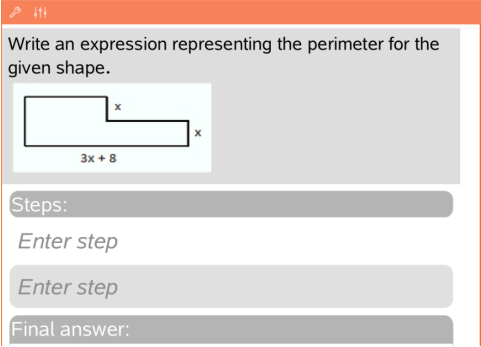 Write an expression representing the perimeter for the
given shape.
x
x
3x + 8
Steps:
Enter step
Enter step
Final answer: